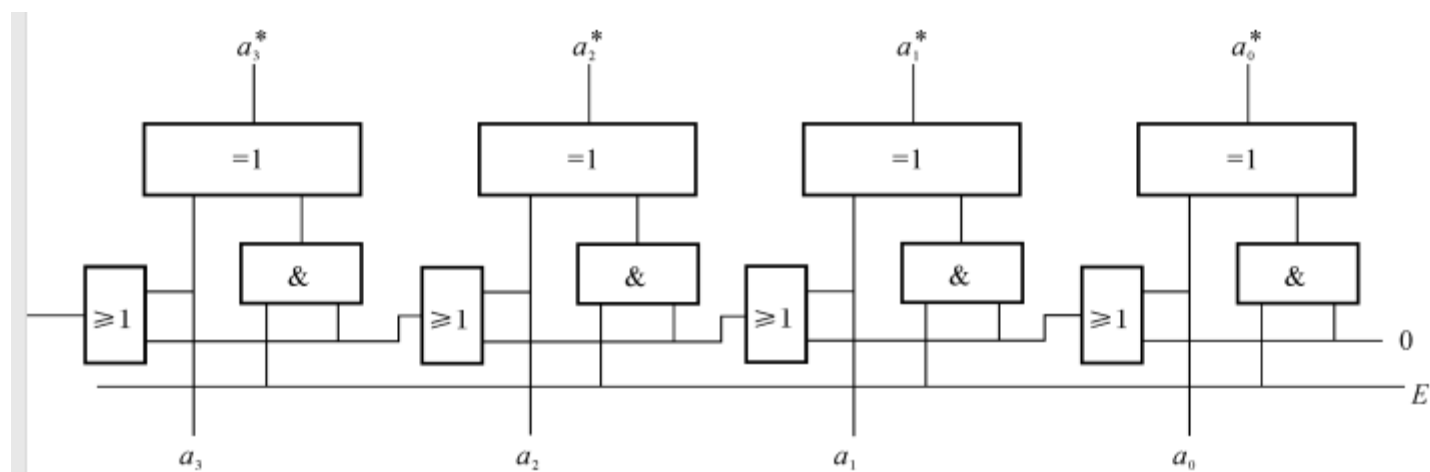 a₃* a₂* a₁* a₀*
=1 =1 =1 =1
& & & &
≥1 ≥1 ≥1 ≥1
0
E
a₃ a₂ a₁ a₀